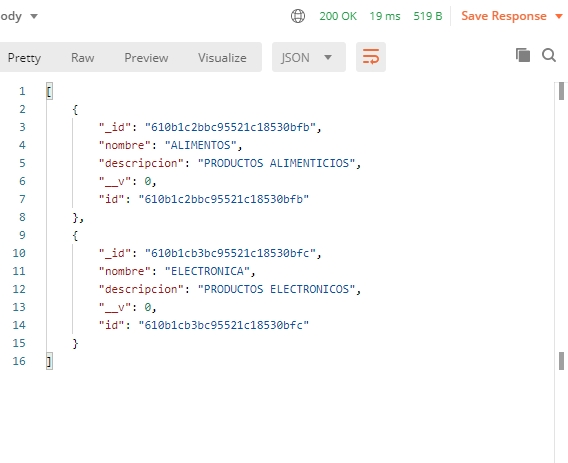 ody 200 OK 19 ms 519 B Save Response
Pretty Raw Preview Visualize JSON
1 [
2 {
3 "_id": "610b1c2bbc95521c18530bfb",
4 "nombre": "ALIMENTOS",
5 "descripcion": "PRODUCTOS ALIMENTICIOS",
6 "__v": 0,
7 "id": "610b1c2bbc95521c18530bfb"
8 },
9 {
10 "_id": "610b1cb3bc95521c18530bfc",
11 "nombre": "ELECTRONICA",
12 "descripcion": "PRODUCTOS ELECTRONICOS",
13 "__v": 0,
14 "id": "610b1cb3bc95521c18530bfc"
15 }
16 ]